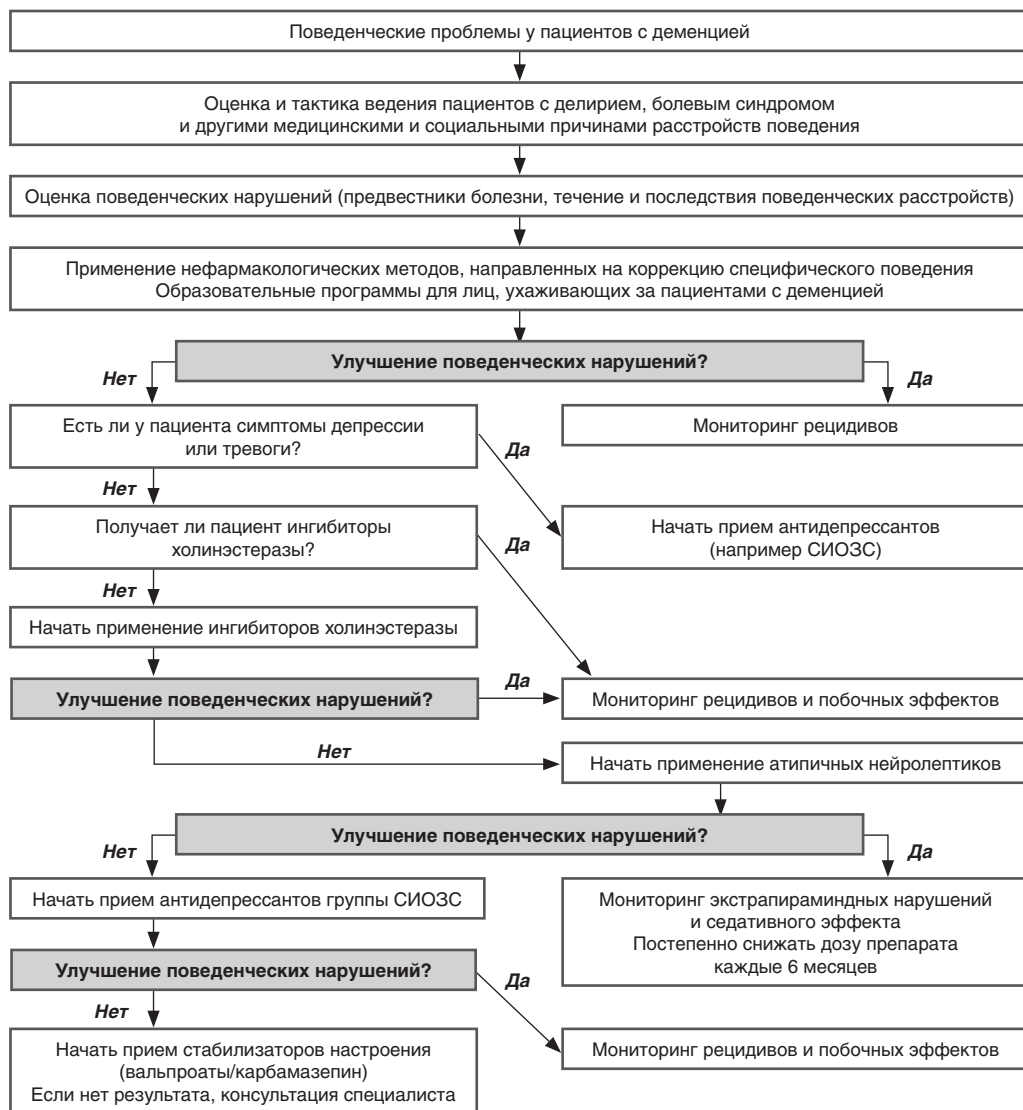 Поведенческие проблемы у пациентов с деменцией
Оценка и тактика ведения пациентов с делирием, болевым синдромом
и другими медицинскими и социальными причинами расстройств поведения
Оценка поведенческих нарушений (предвестники болезни, течение и последствия поведенческих расстройств)
Применение нефармакологических методов, направленных на коррекцию специфического поведения
Образовательные программы для лиц, ухаживающих за пациентами с деменцией
Улучшение поведенческих нарушений?
Нет
Да
Есть ли у пациента симптомы депрессии
или тревоги?
Мониторинг рецидивов
Да
Нет
Получает ли пациент ингибиторы
холинэстеразы?
Начать прием антидепрессантов
(например СИОЗС)
Да
Нет
Начать применение ингибиторов холинэстеразы
Улучшение поведенческих нарушений?
Да
Мониторинг рецидивов и побочных эффектов
Нет
Начать применение атипичных нейролептиков
Улучшение поведенческих нарушений?
Нет
Да
Начать прием антидепрессантов группы СИОЗС
Мониторинг экстрапираминдных нарушений
и седативного эффекта
Постепенно снижать дозу препарата
каждые 6 месяцев
Улучшение поведенческих нарушений?
Да
Нет
Начать прием стабилизаторов настроения
(вальпроаты/карбамазепин)
Если нет результата, консультация специалиста
Мониторинг рецидивов и побочных эффектов